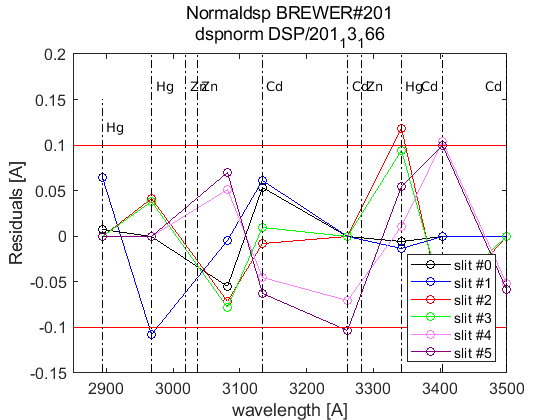 Normaldsp BREWER#201
dspnorm DSP/201₁3₁66
0.2
0.15
0.1
0.05
0
-0.05
-0.1
-0.15
Residuals [A]
Hg
Hg
Zn
Zn
Cd
Cd
Zn
Hg
Cd
Cd
slit #0
slit #1
slit #2
slit #3
slit #4
slit #5
2900
3000
3100
3200
3300
3400
3500
wavelength [A]